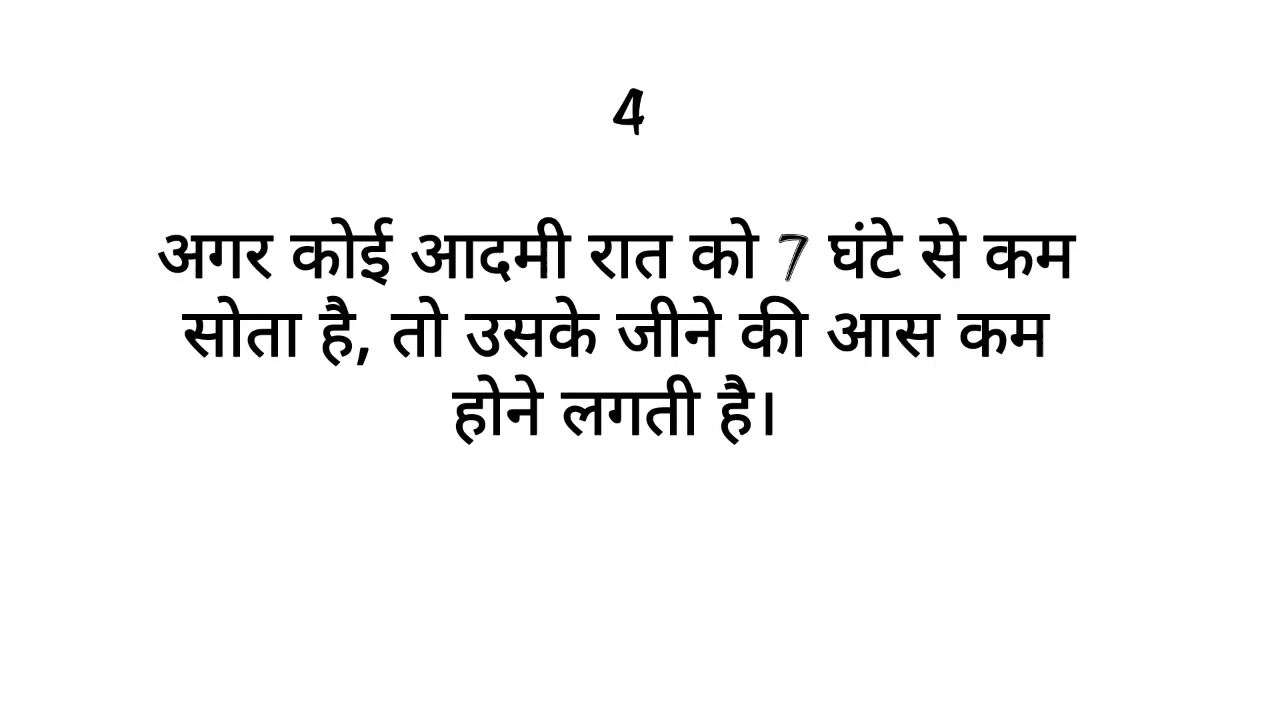 4
अगर कोई आदमी रात को 7 घंटे से कम
सोता है, तो उसके जीने की आस कम
होने लगती है।